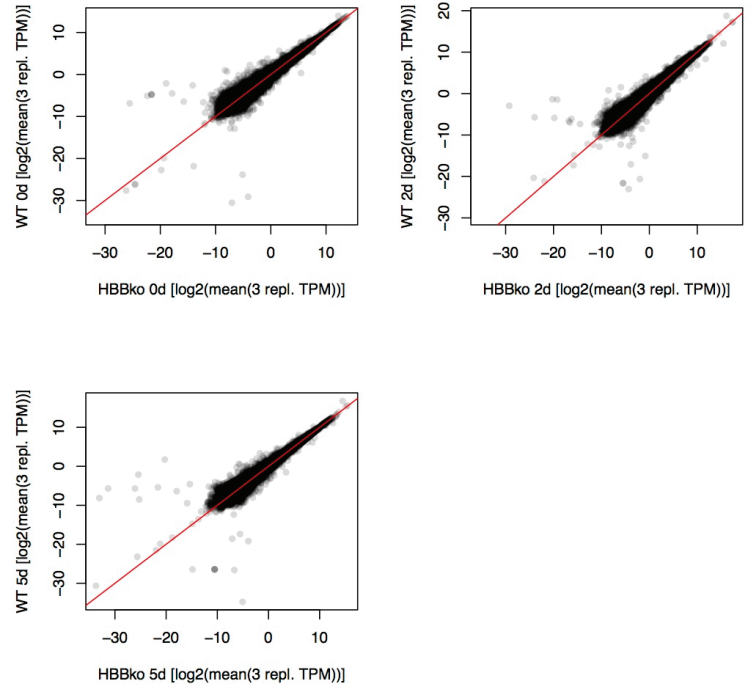 WT 0d [log2(mean(3 repl. TPM))]
10
0
−10
−20
−30
−30 −20 −10 0 10
HBBko 0d [log2(mean(3 repl. TPM))]
WT 2d [log2(mean(3 repl. TPM))]
20
10
0
−10
−20
−30
−30 −20 −10 0 10
HBBko 2d [log2(mean(3 repl. TPM))]
WT 5d [log2(mean(3 repl. TPM))]
10
0
−10
−20
−30
−30 −20 −10 0 10
HBBko 5d [log2(mean(3 repl. TPM))]